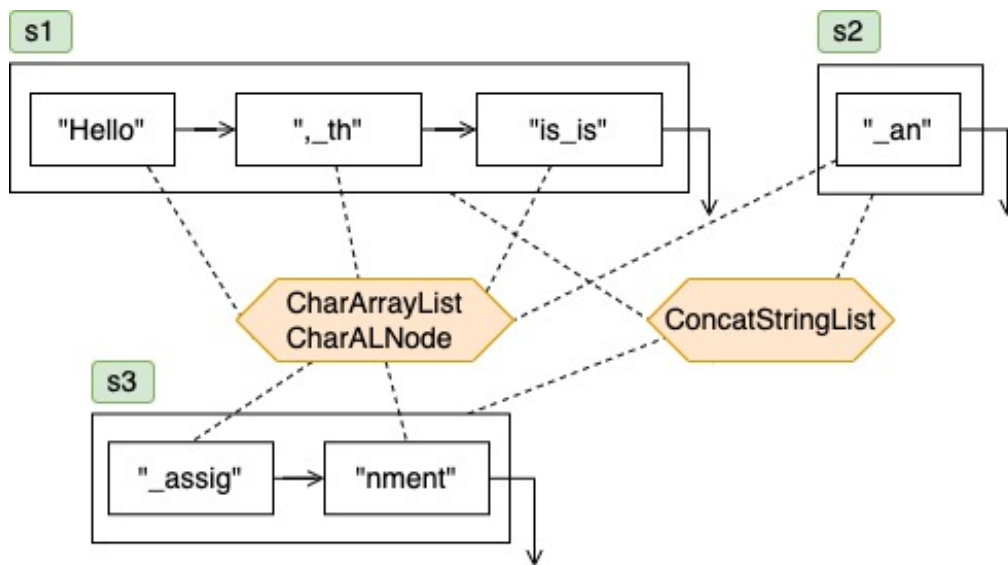 s1
s2
"Hello"
",_th"
"is_is"
"_an"
CharArrayList
CharALNode
ConcatStringList
s3
"_assig"
"nment"